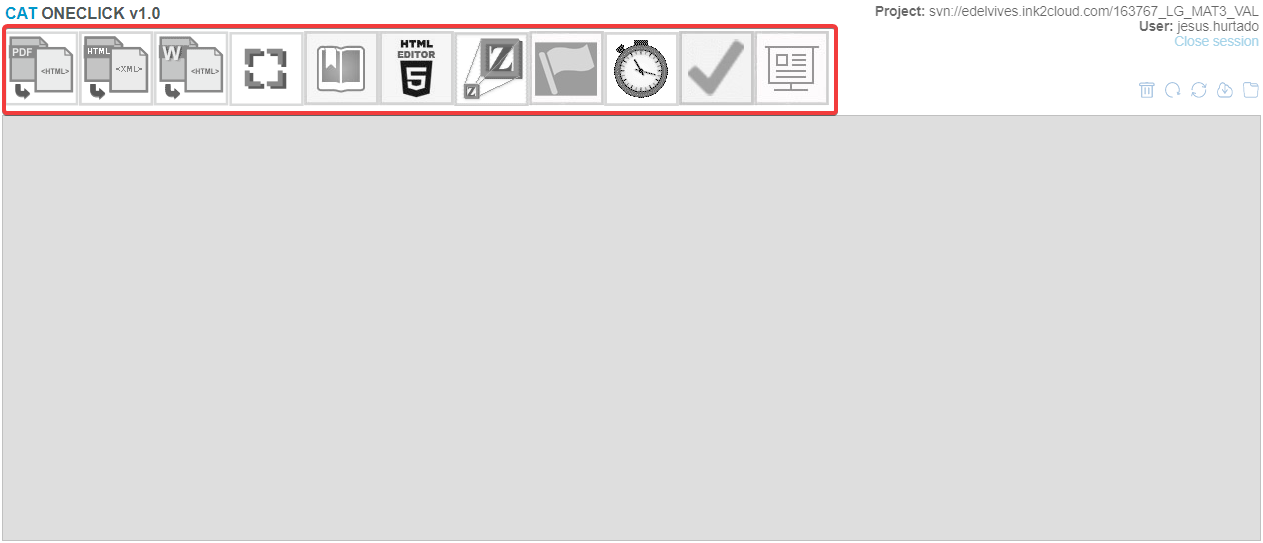 CAT ONECLICK v1.0
Project: svn://edelvives.ink2cloud.com/163767_LG_MAT3_VAL
User: jesus.hurtado
Close session
PDF
<HTML>
HTML
<XML>
W
<HTML>
HTML
EDITOR
5
Z
Z